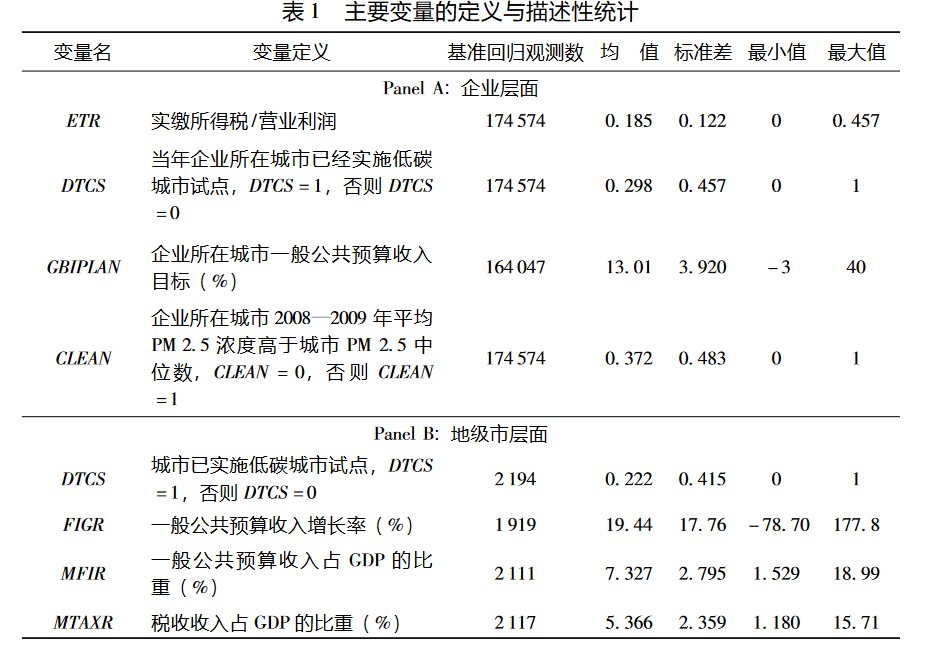 表 1 主要变量的定义与描述性统计
变量名 变量定义 基准回归观测数 均 值 标准差 最小值 最大值
Panel A：企业层面
ETR 实缴所得税/营业利润 174 574 0. 185 0. 122 0 0. 457
当年企业所在城市已经实施低碳
DTCS 城市试点，DTCS = 1，否则 DTCS 174 574 0. 298 0. 457 0 1
= 0
企业所在城市一般公共预算收入
GBIPLAN 164 047 13. 01 3. 920 - 3 40
目标（%）
企业所在城市 2008—2009 年平均
PM 2. 5 浓度高于城市 PM 2. 5 中
CLEAN 174 574 0. 372 0. 483 0 1
位数，CLEAN = 0，否则 CLEAN
= 1
Panel B：地级市层面
城市已实施低碳城市试点，DTCS
DTCS 2 194 0. 222 0. 415 0 1
= 1，否则 DTCS = 0
FIGR 一般公共预算收入增长率（%） 1 919 19. 44 17. 76 - 78. 70 177. 8
一般公共预算收入占 GDP 的比
MFIR 2 111 7. 327 2. 795 1. 529 18. 99
重（%）
MTAXR 税收收入占 GDP 的比重（%） 2 117 5. 366 2. 359 1. 180 15. 71